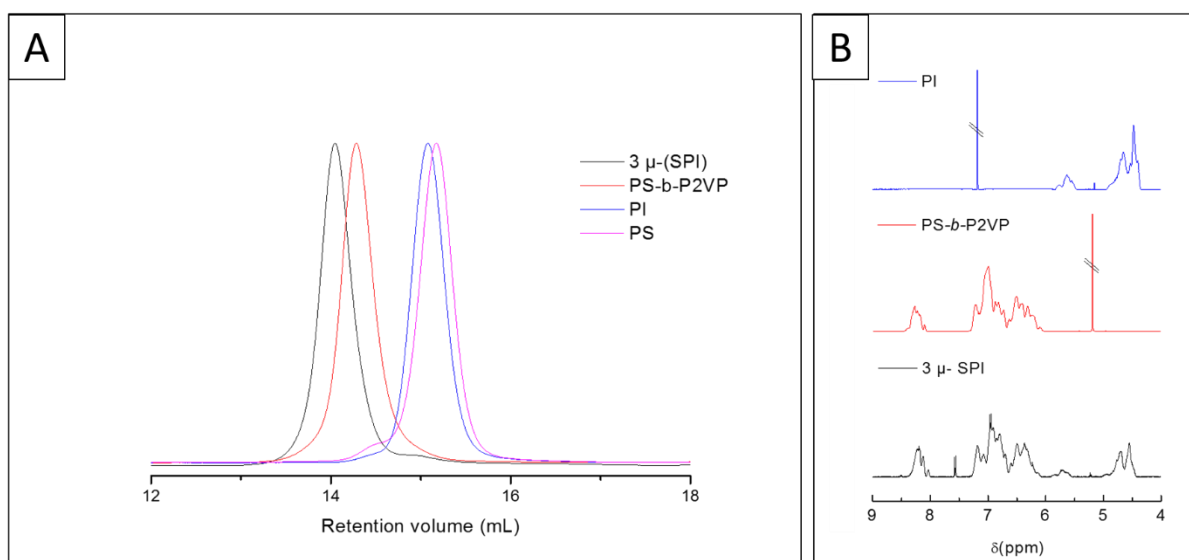 A
3 μ-(SPI)
PS-b-P2VP
PI
PS
12
14
16
18
Retention volume (mL)
B
PI
PS-b-P2VP
3 μ- SPI
9
8
7
6
5
4
δ(ppm)